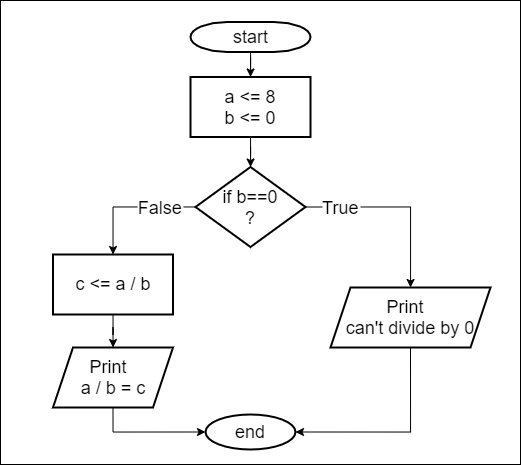 start
a <= 8
b <= 0
if b==0
?
False
True
c <= a / b
Print
can't divide by 0
Print
a / b = c
end